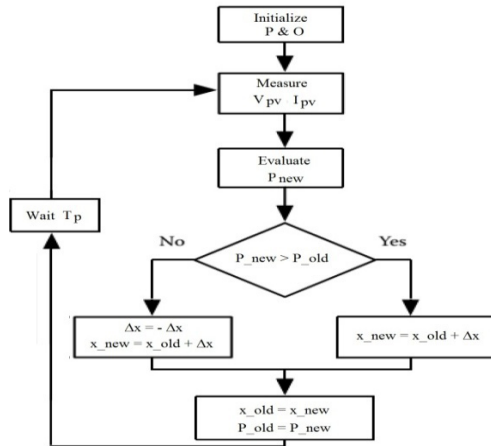 Initialize
P & O
Measure
Vpv Ipv
Evaluate
Pnew
Wait Tp
No
Yes
P_new > P_old
Δx = - Δx
x_new = x_old + Δx
x_new = x_old + Δx
x_old = x_new
P_old = P_new